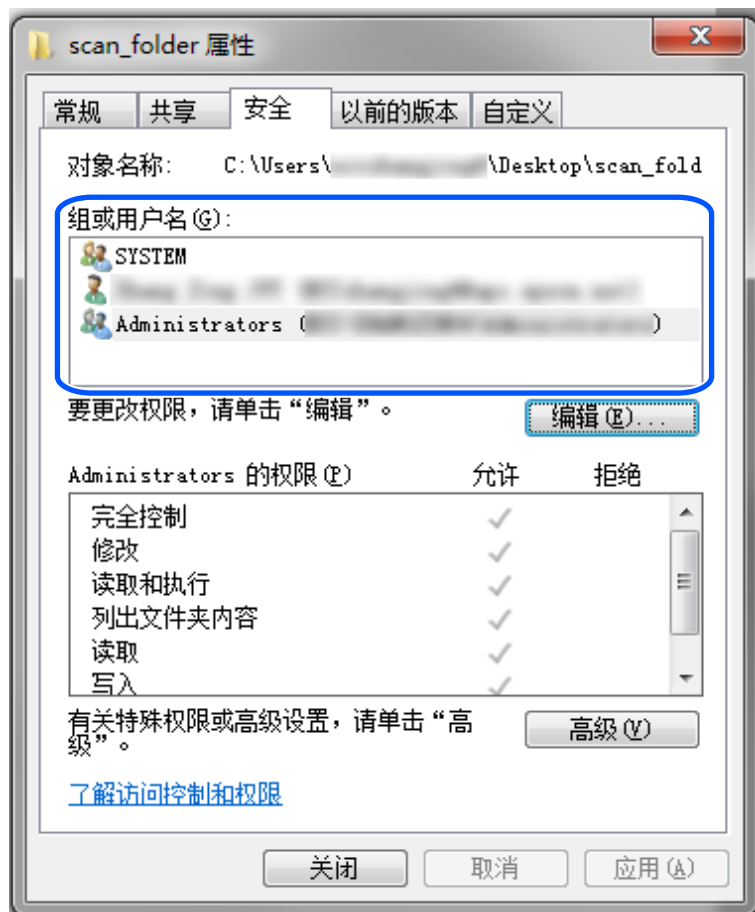 scan_folder 属性
常规 共享 安全 以前的版本 自定义
对象名称: C:\Users\ \Desktop\scan_fold
组或用户名(G):
SYSTEM
Administrators ( )
要更改权限，请单击“编辑”。
编辑(E)...
Administrators 的权限(P) 允许 拒绝
完全控制
修改
读取和执行
列出文件夹内容
读取
写入
有关特殊权限或高级设置，请单击“高
级”。
高级(V)
了解访问控制和权限
关闭 取消 应用(A)